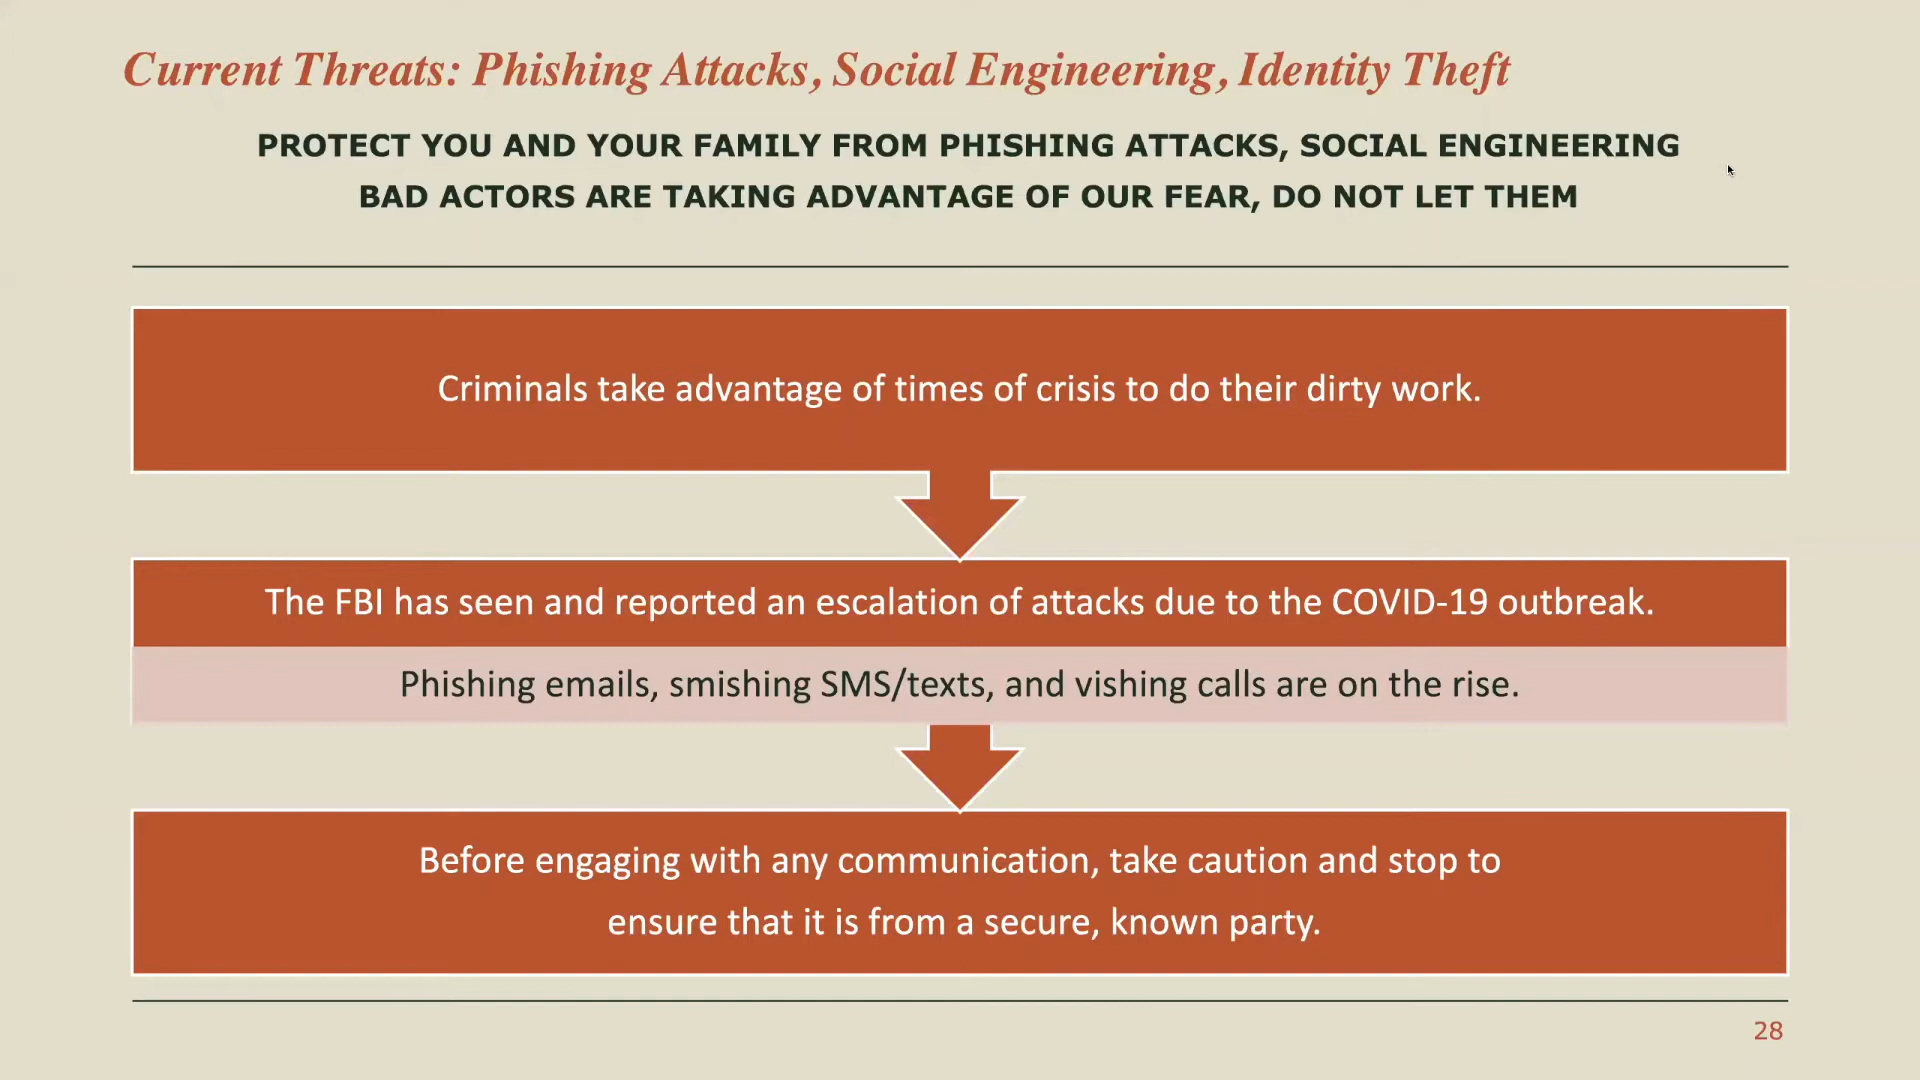 Current Threats: Phishing Attacks, Social Engineering, Identity Theft
PROTECT YOU AND YOUR FAMILY FROM PHISHING ATTACKS, SOCIAL ENGINEERING
BAD ACTORS ARE TAKING ADVANTAGE OF OUR FEAR, DO NOT LET THEM
Criminals take advantage of times of crisis to do their dirty work.
The FBI has seen and reported an escalation of attacks due to the COVID-19 outbreak.
Phishing emails, smishing SMS/texts, and vishing calls are on the rise.
Before engaging with any communication, take caution and stop to
ensure that it is from a secure, known party.
28